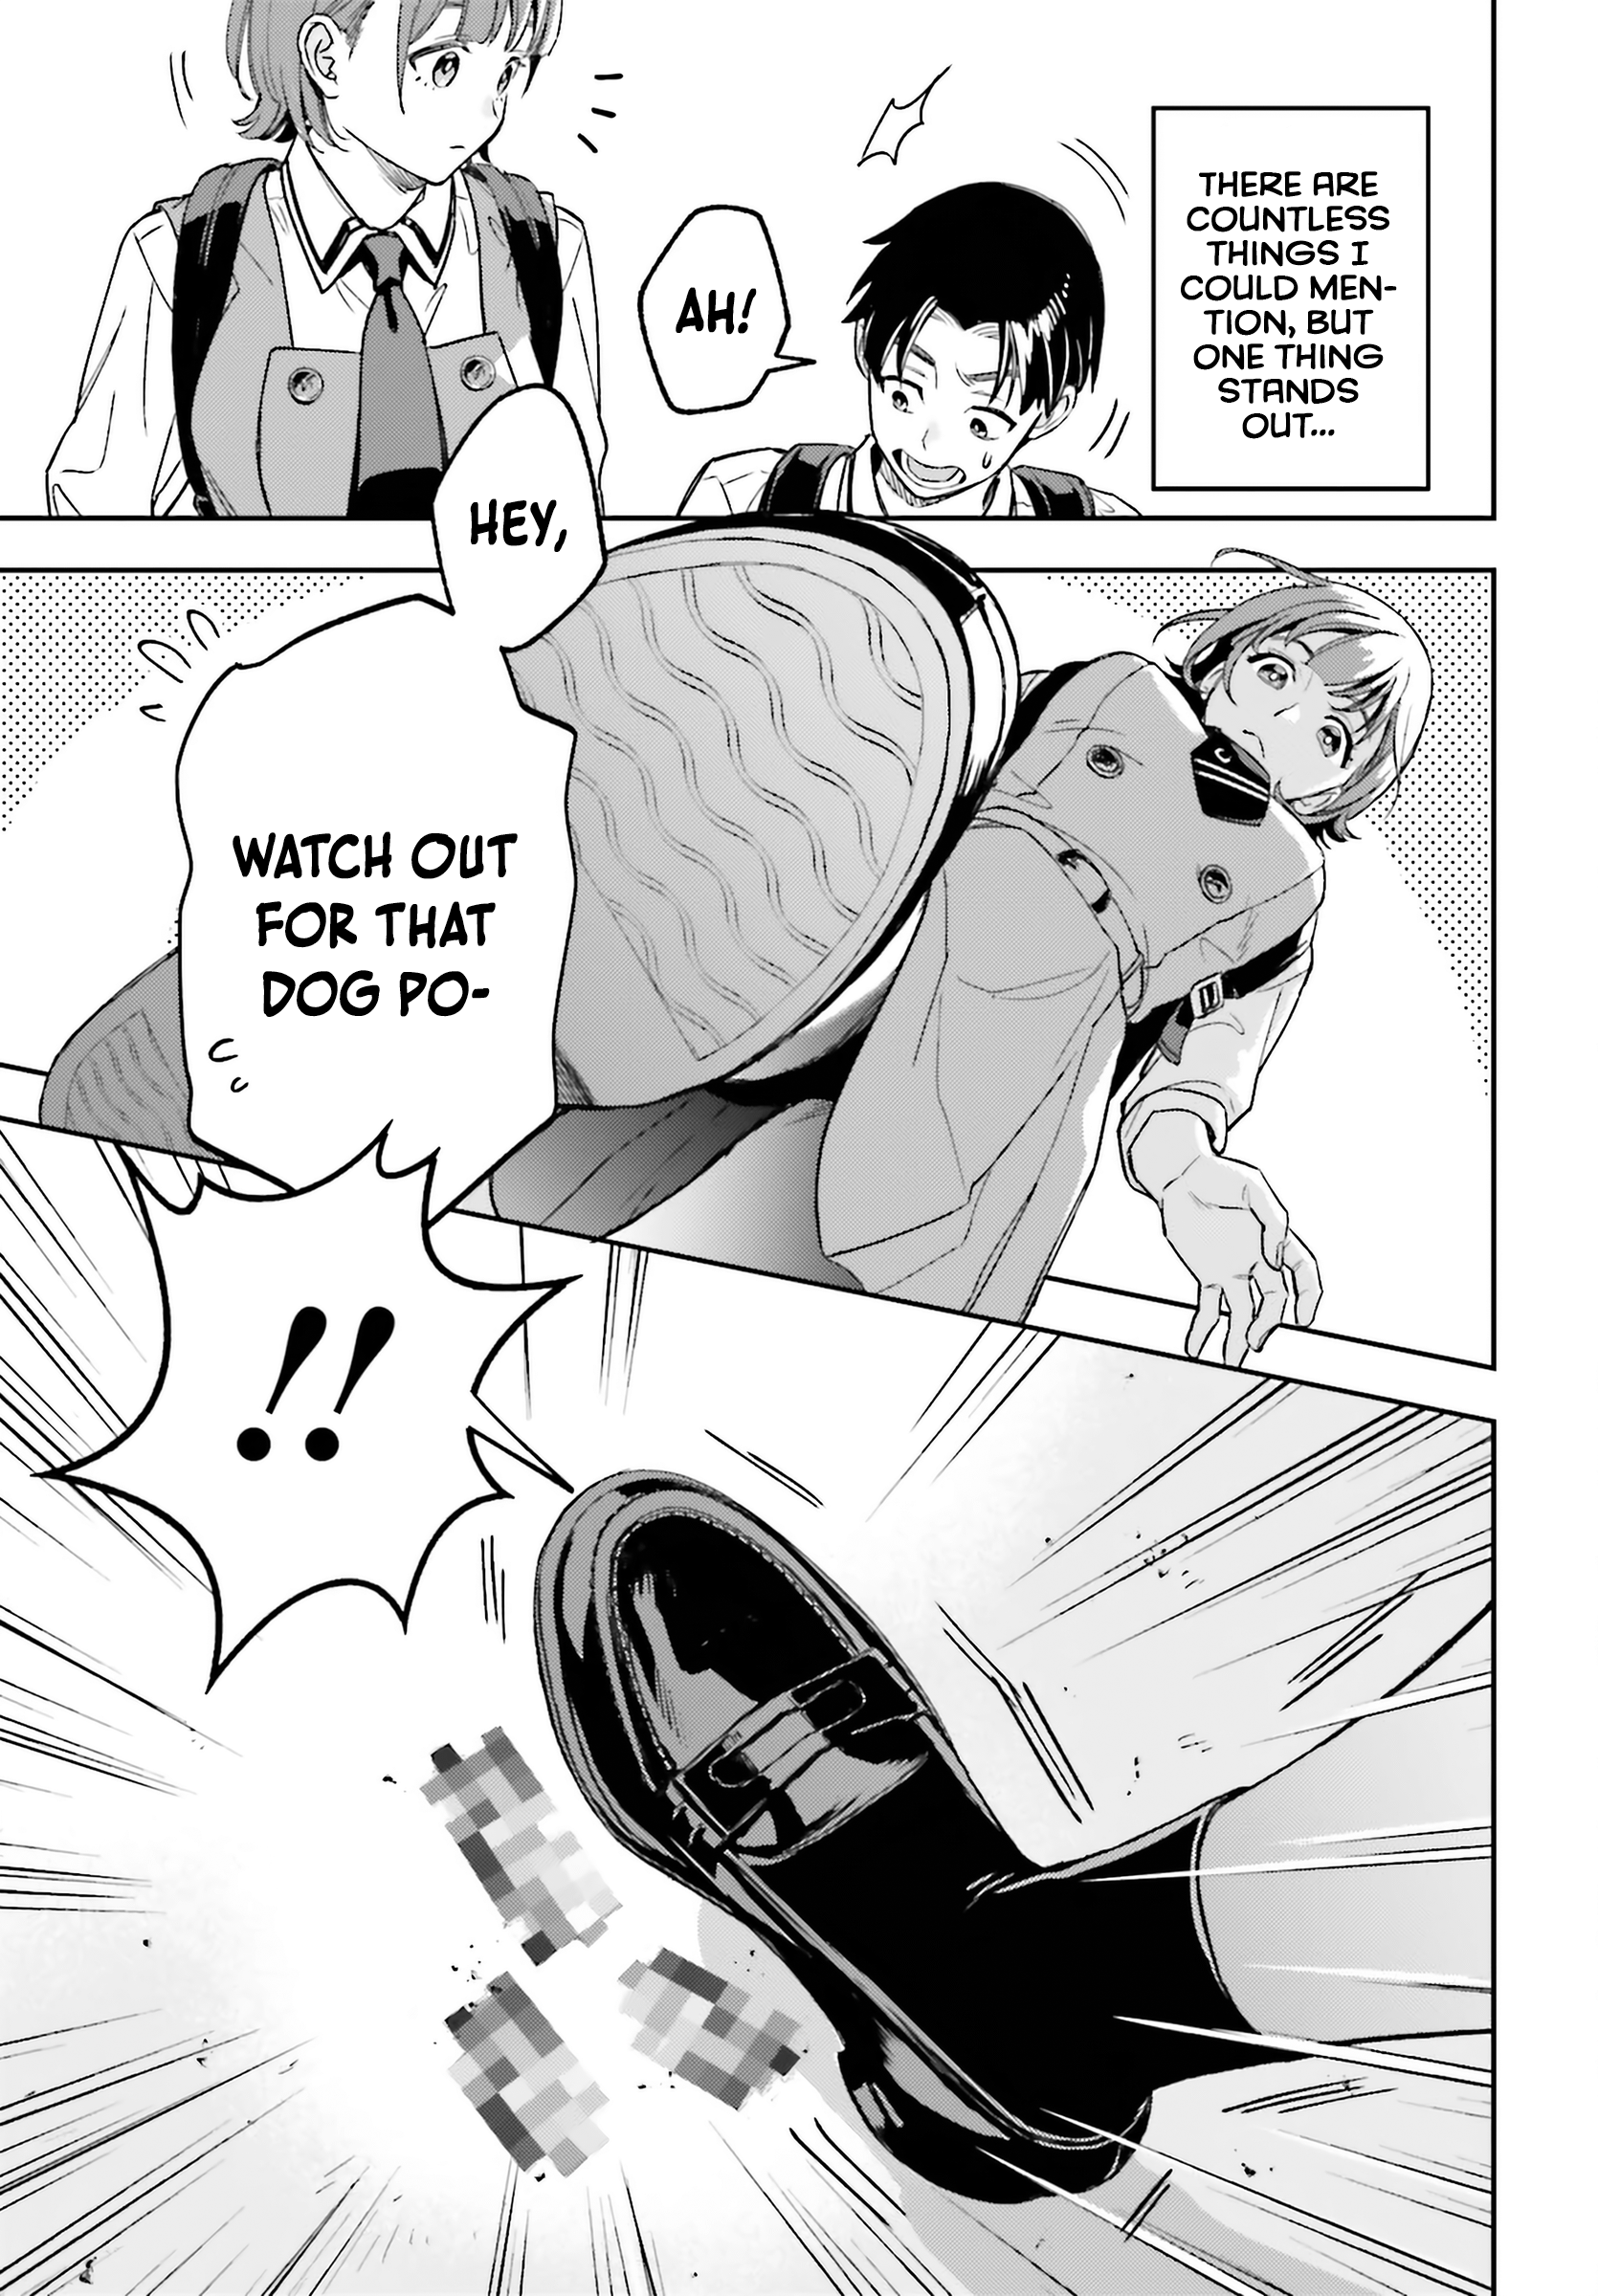 THERE ARE
COUNTLESS
THINGS I
COULD MEN-
TION, BUT
ONE THING
STANDS
OUT...
AH!
HEY,
WATCH OUT
FOR THAT
DOG PO-
!!